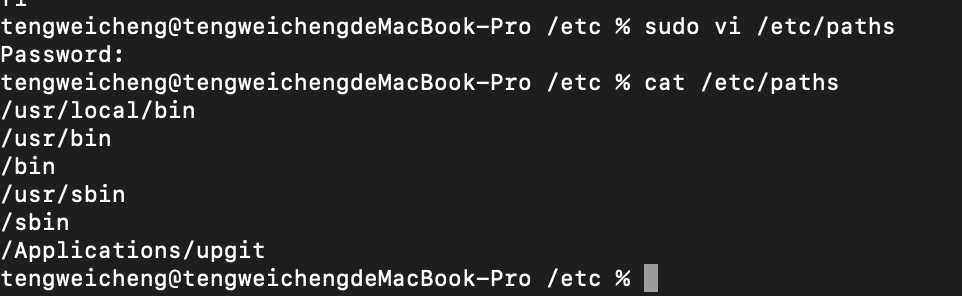 tengweicheng@tengweichengdeMacBook-Pro /etc % sudo vi /etc/paths
Password:
tengweicheng@tengweichengdeMacBook-Pro /etc % cat /etc/paths
/usr/local/bin
/usr/bin
/bin
/usr/sbin
/sbin
/Applications/upgit
tengweicheng@tengweichengdeMacBook-Pro /etc %